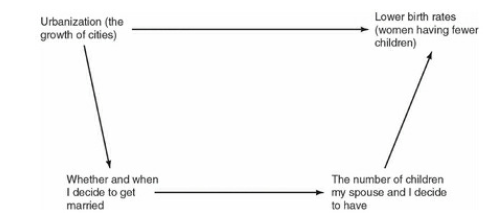 Urbanization (the
growth of cities)
Lower birth rates
(women having fewer
children)
Whether and when
I decide to get
married
The number of children
my spouse and I decide
to have